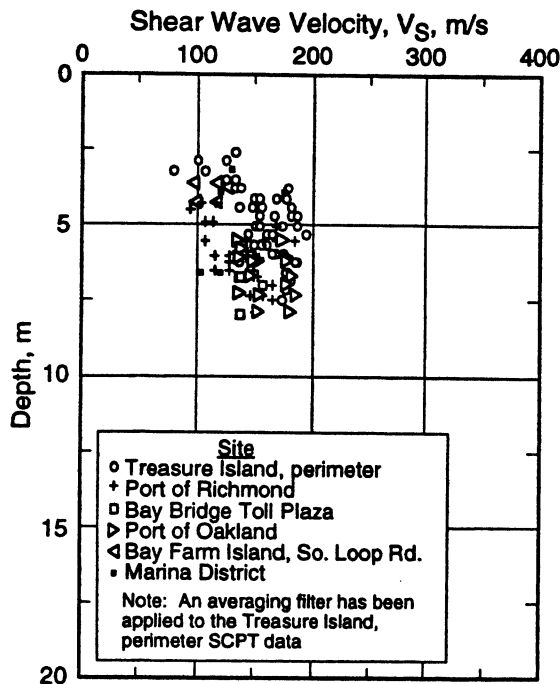 Shear Wave Velocity, VS, m/s
0 100 200 300 400
0
5
Depth, m
10
15
20
Site
Treasure Island, perimeter
Port of Richmond
Bay Bridge Toll Plaza
Port of Oakland
Bay Farm Island, So. Loop Rd.
Marina District
Note: An averaging filter has been
applied to the Treasure Island,
perimeter SCPT data